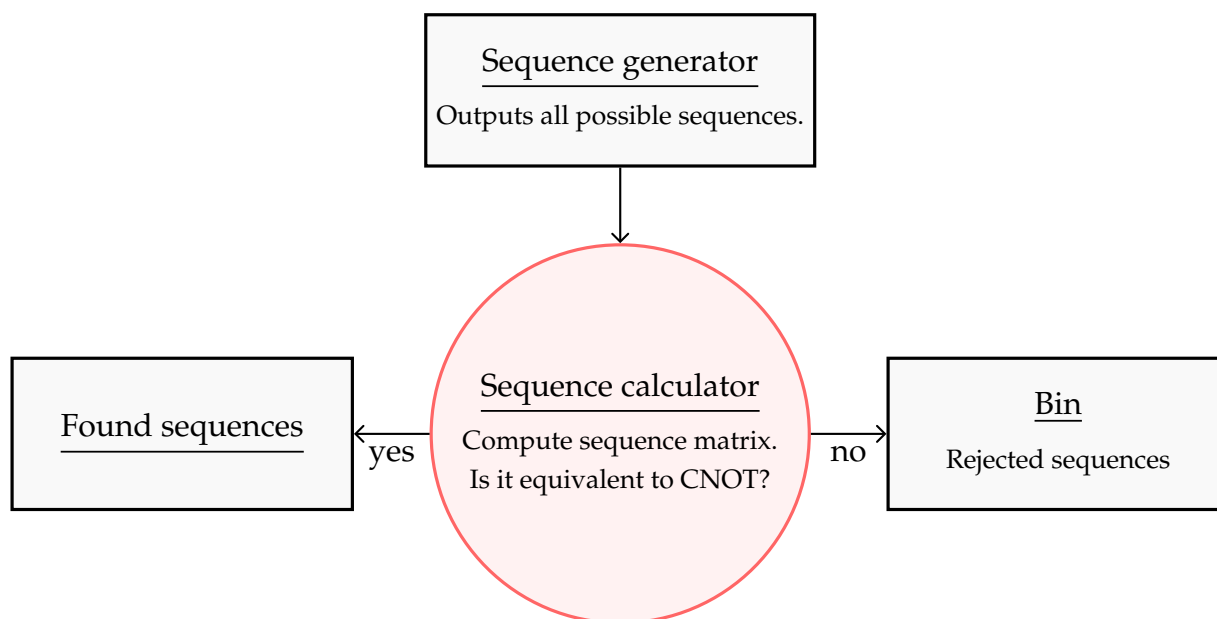 Sequence generator
Outputs all possible sequences.
Sequence calculator
Compute sequence matrix.
Is it equivalent to CNOT?
Found sequences
yes
no
Bin
Rejected sequences